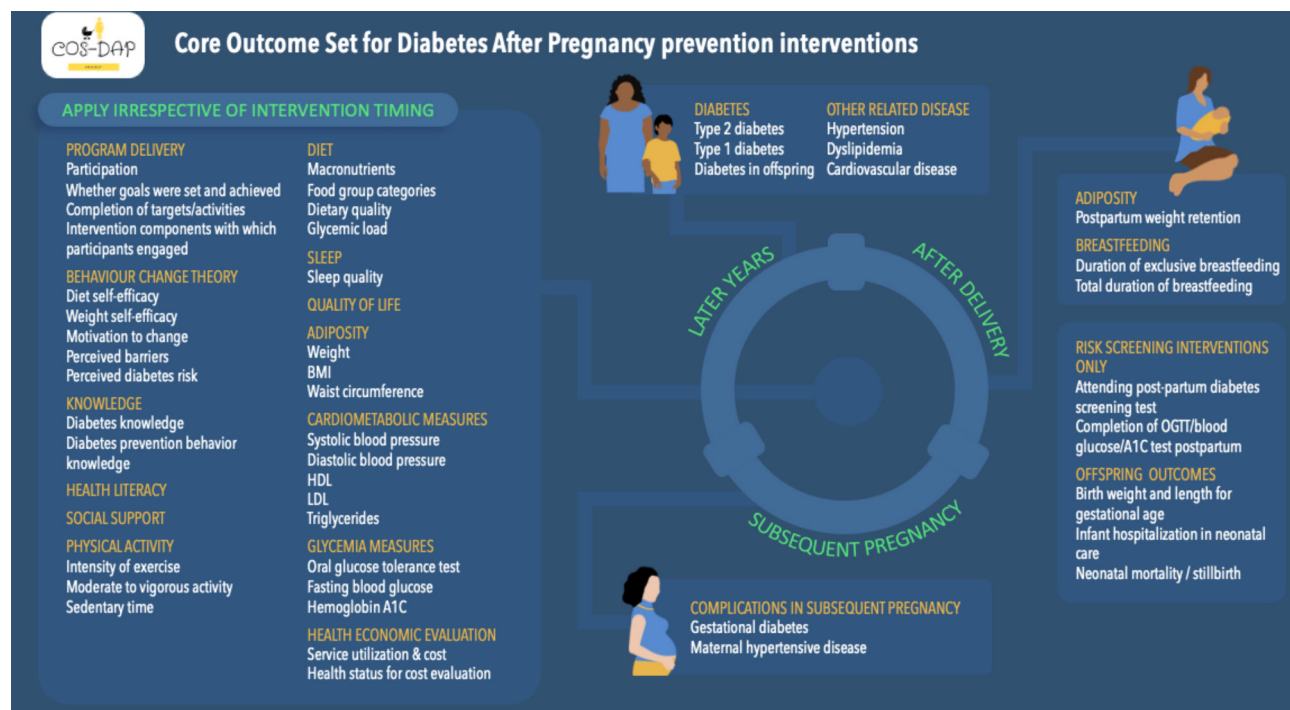 COS-DAP
Core Outcome Set for Diabetes After Pregnancy prevention interventions
APPLY IRRESPECTIVE OF INTERVENTION TIMING
PROGRAM DELIVERY
Participation
Whether goals were set and achieved
Completion of targets/activities
Intervention components with which
participants engaged
BEHAVIOUR CHANGE THEORY
Diet self-efficacy
Weight self-efficacy
Motivation to change
Perceived barriers
Perceived diabetes risk
KNOWLEDGE
Diabetes knowledge
Diabetes prevention behavior
knowledge
HEALTH LITERACY
SOCIAL SUPPORT
PHYSICAL ACTIVITY
Intensity of exercise
Moderate to vigorous activity
Sedentary time
DIET
Macronutrients
Food group categories
Dietary quality
Glycemic load
SLEEP
Sleep quality
QUALITY OF LIFE
ADIPOSITY
Weight
BMI
Waist circumference
CARDIOMETABOLIC MEASURES
Systolic blood pressure
Diastolic blood pressure
HDL
LDL
Triglycerides
GLYCEMIA MEASURES
Oral glucose tolerance test
Fasting blood glucose
Hemoglobin A1C
HEALTH ECONOMIC EVALUATION
Service utilization & cost
Health status for cost evaluation
DIABETES
Type 2 diabetes
Type 1 diabetes
Diabetes in offspring
OTHER RELATED DISEASE
Hypertension
Dyslipidemia
Cardiovascular disease
LATER YEARS
AFTER DELIVERY
SUBSEQUENT PREGNANCY
ADIPOSITY
Postpartum weight retention
BREASTFEEDING
Duration of exclusive breastfeeding
Total duration of breastfeeding
RISK SCREENING INTERVENTIONS
ONLY
Attending post-partum diabetes
screening test
Completion of OGTT/blood
glucose/A1C test postpartum
OFFSPRING OUTCOMES
Birth weight and length for
gestational age
Infant hospitalization in neonatal
care
Neonatal mortality / stillbirth
COMPLICATIONS IN SUBSEQUENT PREGNANCY
Gestational diabetes
Maternal hypertensive disease